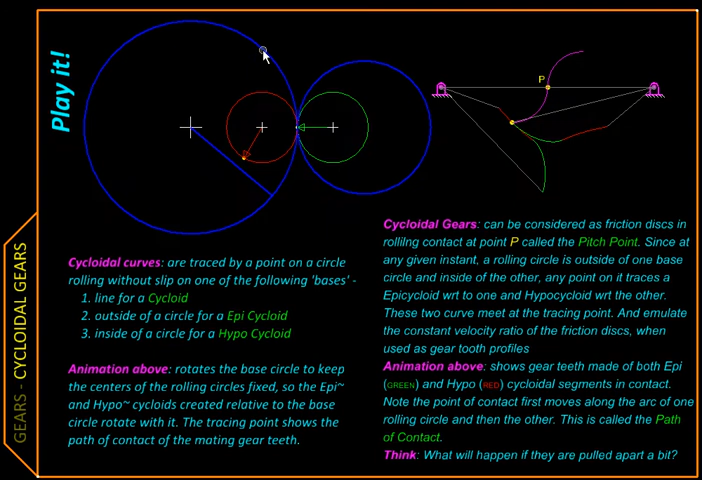 Play it!
P
GEARS - CYCLOIDAL GEARS
Cycloidal curves: are traced by a point on a circle
rolling without slip on one of the following 'bases' -
1. line for a Cycloid
2. outside of a circle for a Epi Cycloid
3. inside of a circle for a Hypo Cycloid
Animation above: rotates the base circle to keep
the centers of the rolling circles fixed, so the Epi~
and Hypo~ cycloids created relative to the base
circle rotate with it. The tracing point shows the
path of contact of the mating gear teeth.
Cycloidal Gears: can be considered as friction discs in
rollilng contact at point P called the Pitch Point. Since at
any given instant, a rolling circle is outside of one base
circle and inside of the other, any point on it traces a
Epicycloid wrt to one and Hypocycloid wrt the other.
These two curve meet at the tracing point. And emulate
the constant velocity ratio of the friction discs, when
used as gear tooth profiles
Animation above: shows gear teeth made of both Epi
(GREEN) and Hypo (RED) cycloidal segments in contact.
Note the point of contact first moves along the arc of one
rolling circle and then the other. This is called the Path
of Contact.
Think: What will happen if they are pulled apart a bit?